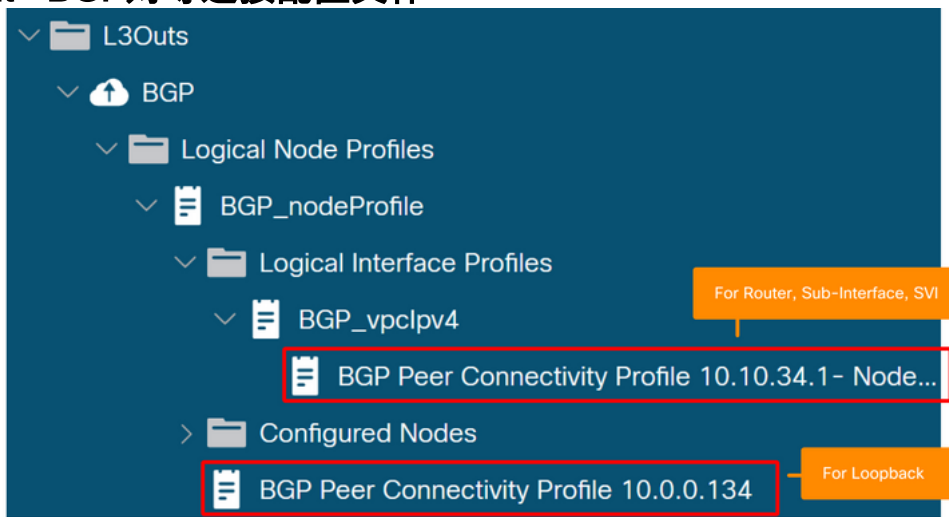 L3Outs
BGP
Logical Node Profiles
BGP_nodeProfile
Logical Interface Profiles
For Router, Sub-Interface, SVI
BGP_vpcIpv4
BGP Peer Connectivity Profile 10.10.34.1- Node...
Configured Nodes
For Loopback
BGP Peer Connectivity Profile 10.0.0.134